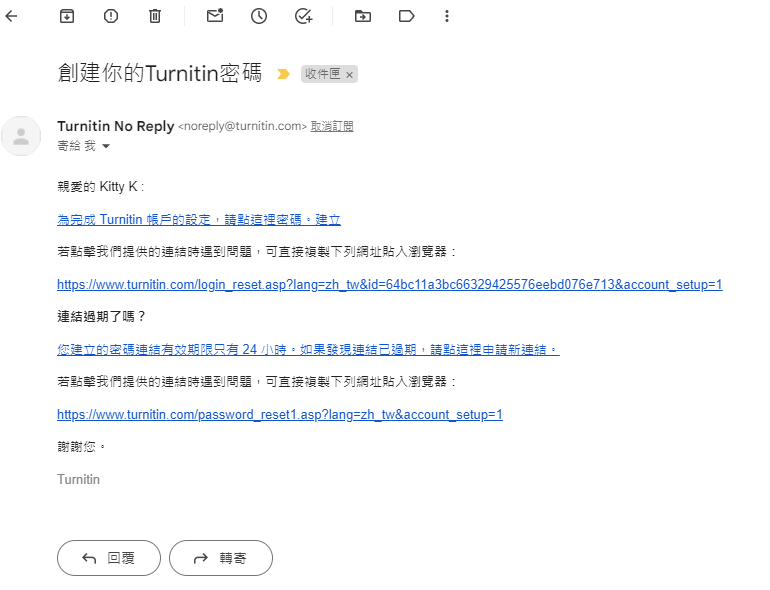 創建你的Turnitin密碼
收件匣 ×
Turnitin No Reply <noreply@turnitin.com> 取消訂閱
寄給 我
親愛的 Kitty K :
為完成 Turnitin 帳戶的設定，請點這裡密碼。建立
若點擊我們提供的連結時遇到問題，可直接複製下列網址貼入瀏覽器：
https://www.turnitin.com/login_reset.asp?lang=zh_tw&id=64bc11a3bc66329425576eebd076e713&account_setup=1
連結過期了嗎？
您建立的密碼連結有效期限只有 24 小時。如果發現連結已過期，請點這裡申請新連結。
若點擊我們提供的連結時遇到問題，可直接複製下列網址貼入瀏覽器：
https://www.turnitin.com/password_reset1.asp?lang=zh_tw&account_setup=1
謝謝您。
Turnitin
回覆
轉寄